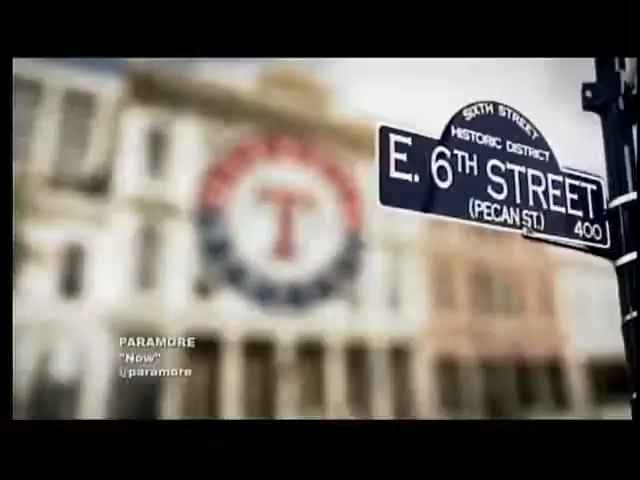 SIXTH STREET
HISTORIC DISTRICT
E. 6TH STREET
(PECAN ST.)
400
T
PARAMORE
"Now"
@paramore